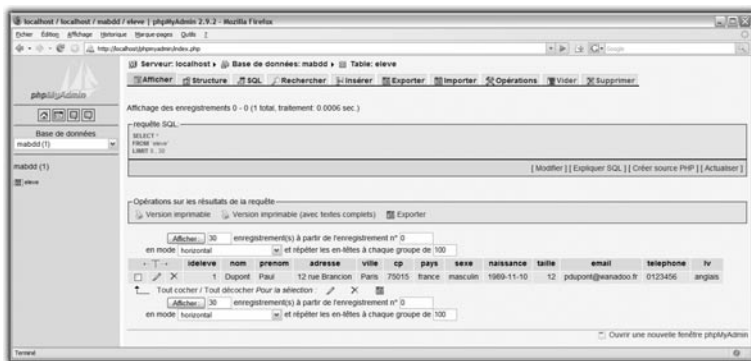 localhost / localhost / mabdd / eleve | phpMyAdmin 2.9.2 - Mozilla Firefox
Fichier Édition Affichage Historique Marque-pages Outils ?
http://localhost/phpmyadmin/index.php
Google
phpMyAdmin
Base de données
mabdd (1)
mabdd (1)
eleve
Serveur: localhost ▸ Base de données: mabdd ▸ Table: eleve
Afficher Structure SQL Rechercher Insérer Exporter Importer Opérations Vider Supprimer
Affichage des enregistrements 0 - 0 (1 total, traitement: 0.0006 sec.)
requête SQL:
SELECT *
FROM `eleve`
LIMIT 0 , 30
[ Modifier ] [ Expliquer SQL ] [ Créer source PHP ] [ Actualiser ]
Opérations sur les résultats de la requête
Version imprimable Version imprimable (avec textes complets) Exporter
Afficher : 30 enregistrement(s) à partir de l'enregistrement n° 0
en mode horizontal et répéter les en-têtes à chaque groupe de 100
←T→ ideleve nom prenom adresse ville cp pays sexe naissance taille email telephone lv
1 Dupont Paul 12 rue Brancion Paris 75015 france masculin 1969-11-10 12 pdupont@wanadoo.fr 0123456 anglais
Tout cocher / Tout décocher Pour la sélection :
Afficher : 30 enregistrement(s) à partir de l'enregistrement n° 0
en mode horizontal et répéter les en-têtes à chaque groupe de 100
Ouvrir une nouvelle fenêtre phpMyAdmin
Terminé